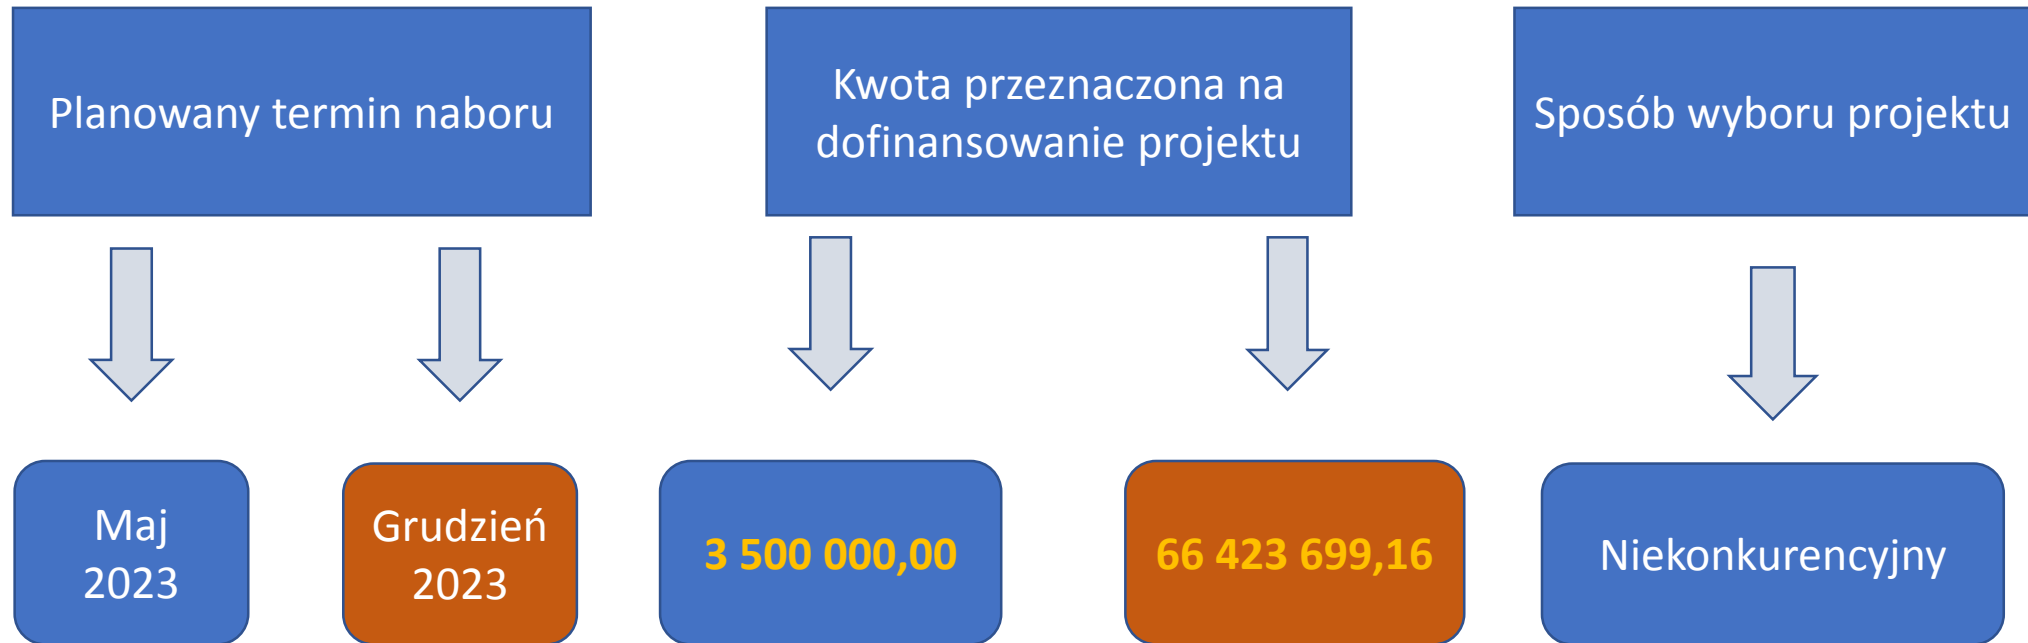 Planowany termin naboru
Kwota przeznaczona na
dofinansowanie projektu
Sposób wyboru projektu
Maj
2023
Grudzień
2023
3 500 000,00
66 423 699,16
Niekonkurencyjny